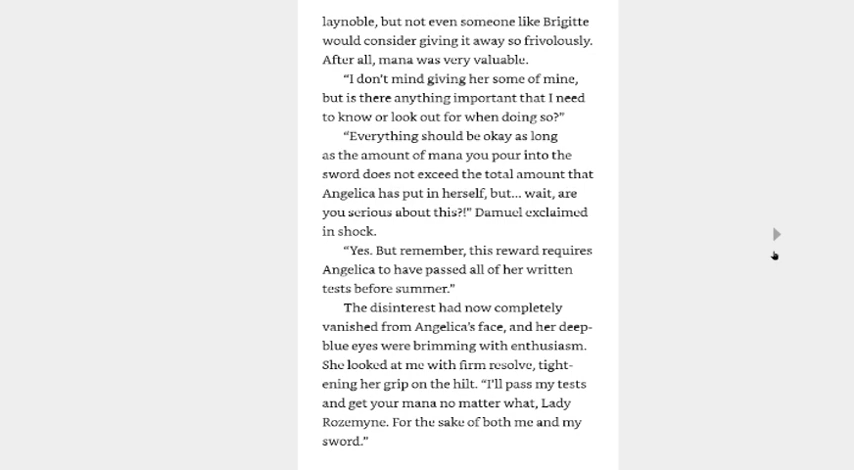 laynoble, but not even someone like Brigitte
would consider giving it away so frivolously.
After all, mana was very valuable.
“I don’t mind giving her some of mine,
but is there anything important that I need
to know or look out for when doing so?”
“Everything should be okay as long
as the amount of mana you pour into the
sword does not exceed the total amount that
Angelica has put in herself, but... wait, are
you serious about this?!” Damuel exclaimed
in shock.
“Yes. But remember, this reward requires
Angelica to have passed all of her written
tests before summer.”
The disinterest had now completely
vanished from Angelica’s face, and her deep-
blue eyes were brimming with enthusiasm.
She looked at me with firm resolve, tight-
ening her grip on the hilt. “I’ll pass my tests
and get your mana no matter what, Lady
Rozemyne. For the sake of both me and my
sword.”